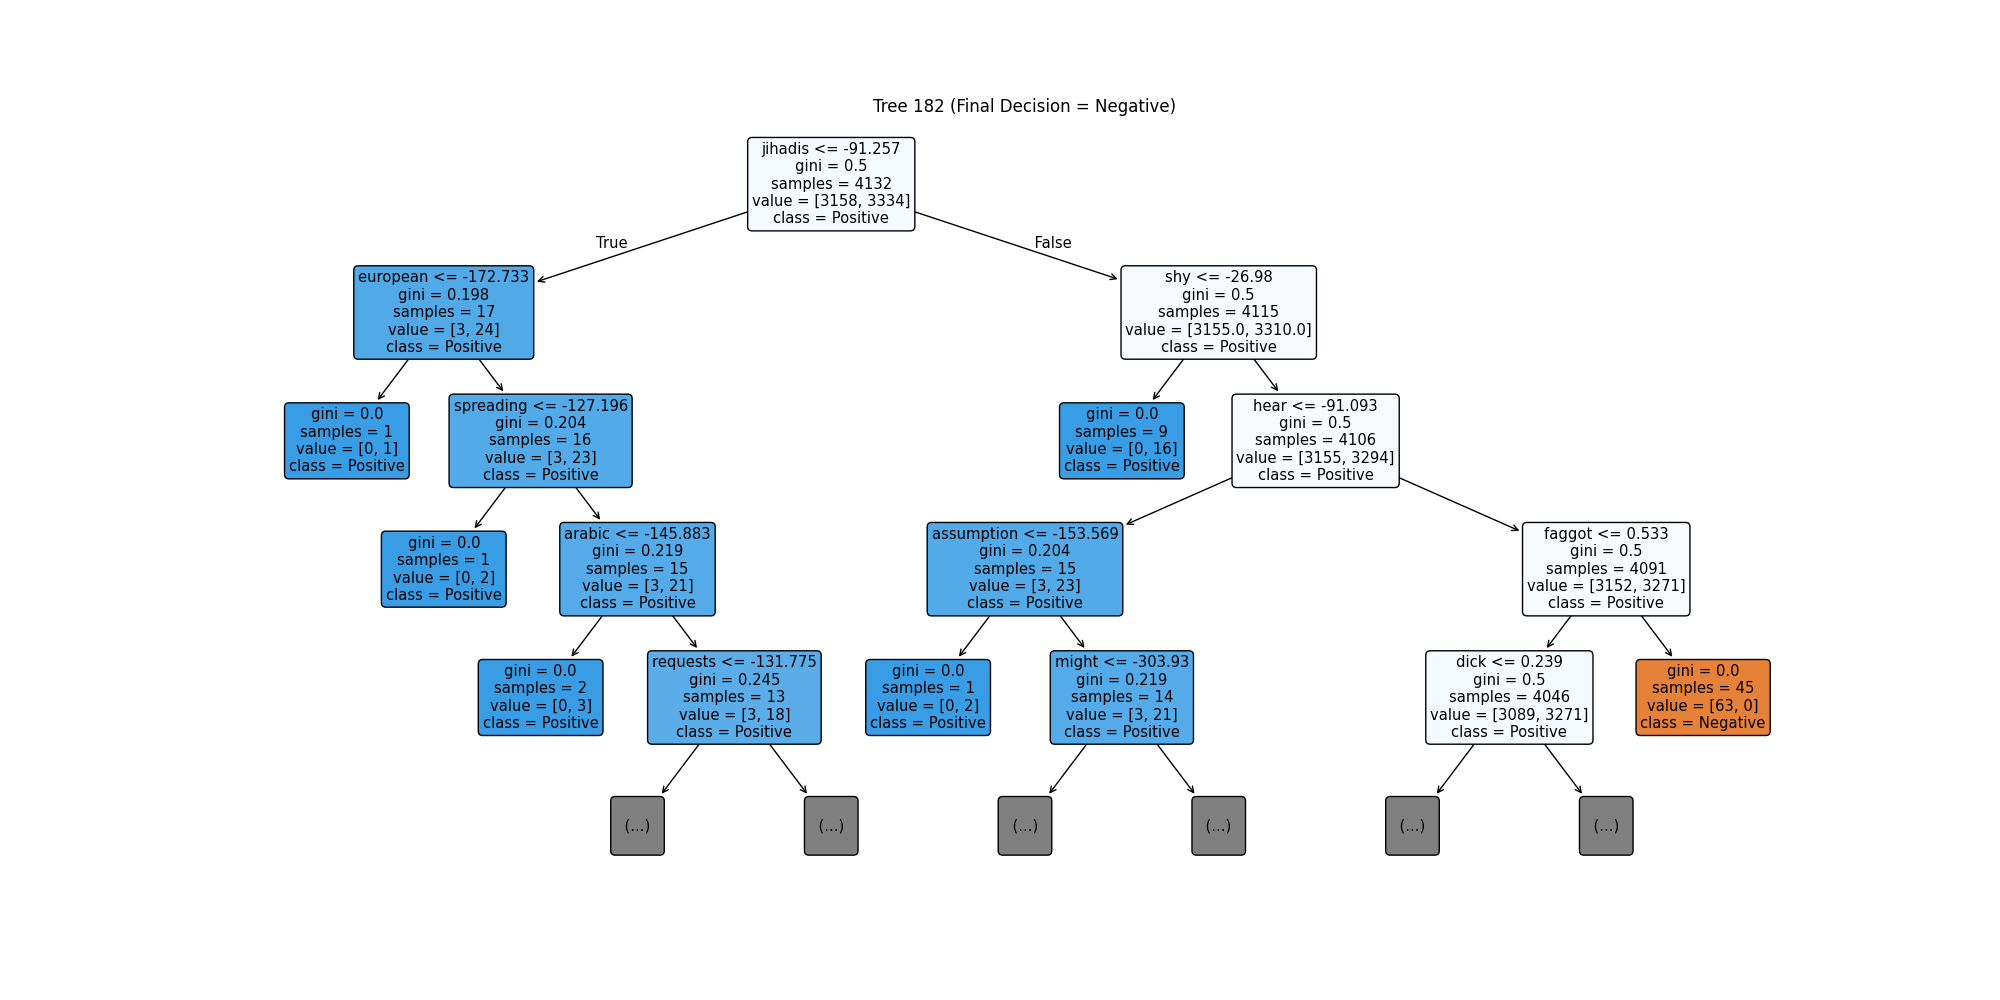 Tree 182 (Final Decision = Negative)
jihadis <= -91.257
gini = 0.5
samples = 4132
value = [3158, 3334]
class = Positive
True
False
european <= -172.733
gini = 0.198
samples = 17
value = [3, 24]
class = Positive
shy <= -26.98
gini = 0.5
samples = 4115
value = [3155.0, 3310.0]
class = Positive
gini = 0.0
samples = 1
value = [0, 1]
class = Positive
spreading <= -127.196
gini = 0.204
samples = 16
value = [3, 23]
class = Positive
gini = 0.0
samples = 9
value = [0, 16]
class = Positive
hear <= -91.093
gini = 0.5
samples = 4106
value = [3155, 3294]
class = Positive
gini = 0.0
samples = 1
value = [0, 2]
class = Positive
arabic <= -145.883
gini = 0.219
samples = 15
value = [3, 21]
class = Positive
assumption <= -153.569
gini = 0.204
samples = 15
value = [3, 23]
class = Positive
faggot <= 0.533
gini = 0.5
samples = 4091
value = [3152, 3271]
class = Positive
gini = 0.0
samples = 2
value = [0, 3]
class = Positive
requests <= -131.775
gini = 0.245
samples = 13
value = [3, 18]
class = Positive
gini = 0.0
samples = 1
value = [0, 2]
class = Positive
might <= -303.93
gini = 0.219
samples = 14
value = [3, 21]
class = Positive
dick <= 0.239
gini = 0.5
samples = 4046
value = [3089, 3271]
class = Positive
gini = 0.0
samples = 45
value = [63, 0]
class = Negative
(...)
(...)
(...)
(...)
(...)
(...)